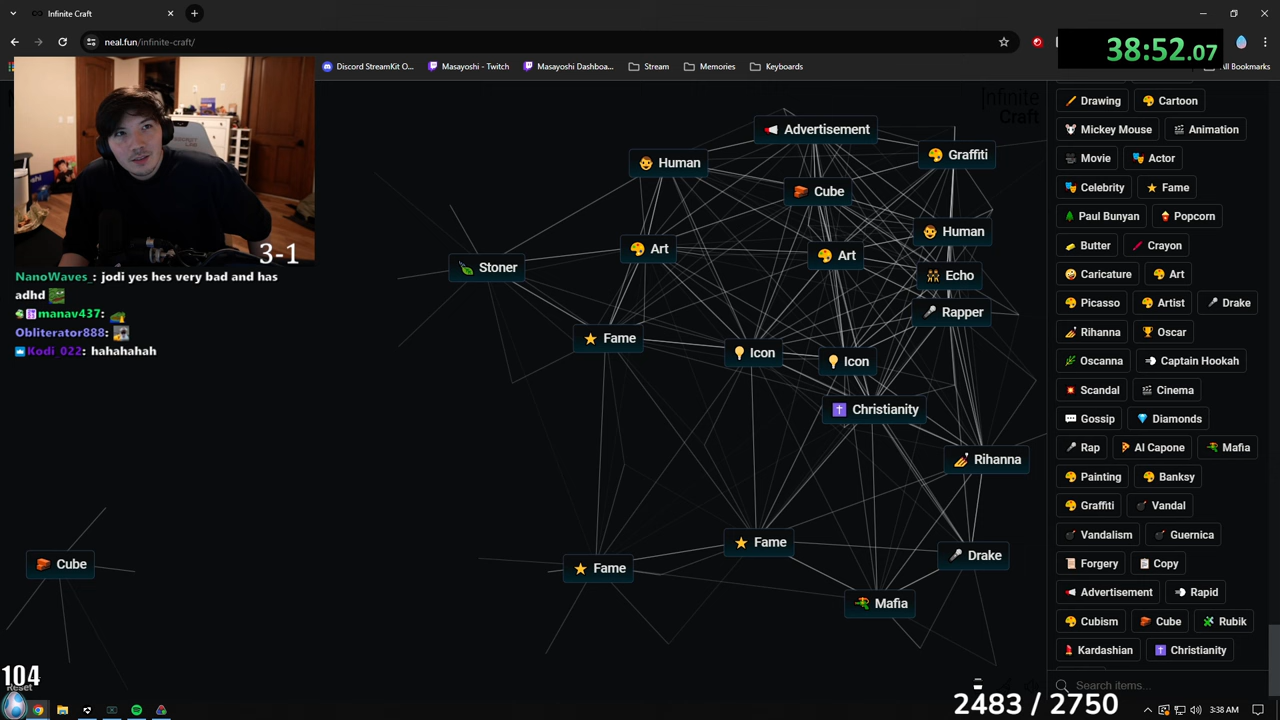 Infinite Craft
38:52.07
neal.fun/infinite-craft/
Discord StreamKit O...
Masayoshi - Twitch
Masayoshi Dashboa...
Stream
Memories
Keyboards
All Bookmarks
Infinite
Craft
3-1
NanoWaves : jodi yes hes very bad and has
adhd
manav437:
Obliterator888:
Kodi_022: hahahahah
Advertisement
Human
Graffiti
Cube
Human
Art
Art
Stoner
Echo
Rapper
Fame
Icon
Icon
Christianity
Rihanna
Fame
Drake
Cube
Fame
Mafia
Drawing Cartoon
Mickey Mouse Animation
Movie Actor
Celebrity Fame
Paul Bunyan Popcorn
Butter Crayon
Caricature Art
Picasso Artist Drake
Rihanna Oscar
Oscanna Captain Hookah
Scandal Cinema
Gossip Diamonds
Rap Al Capone Mafia
Painting Banksy
Graffiti Vandal
Vandalism Guernica
Forgery Copy
Advertisement Rapid
Cubism Cube Rubik
Kardashian Christianity
Search items...
104
Reset
2483 / 2750
3:38 AM